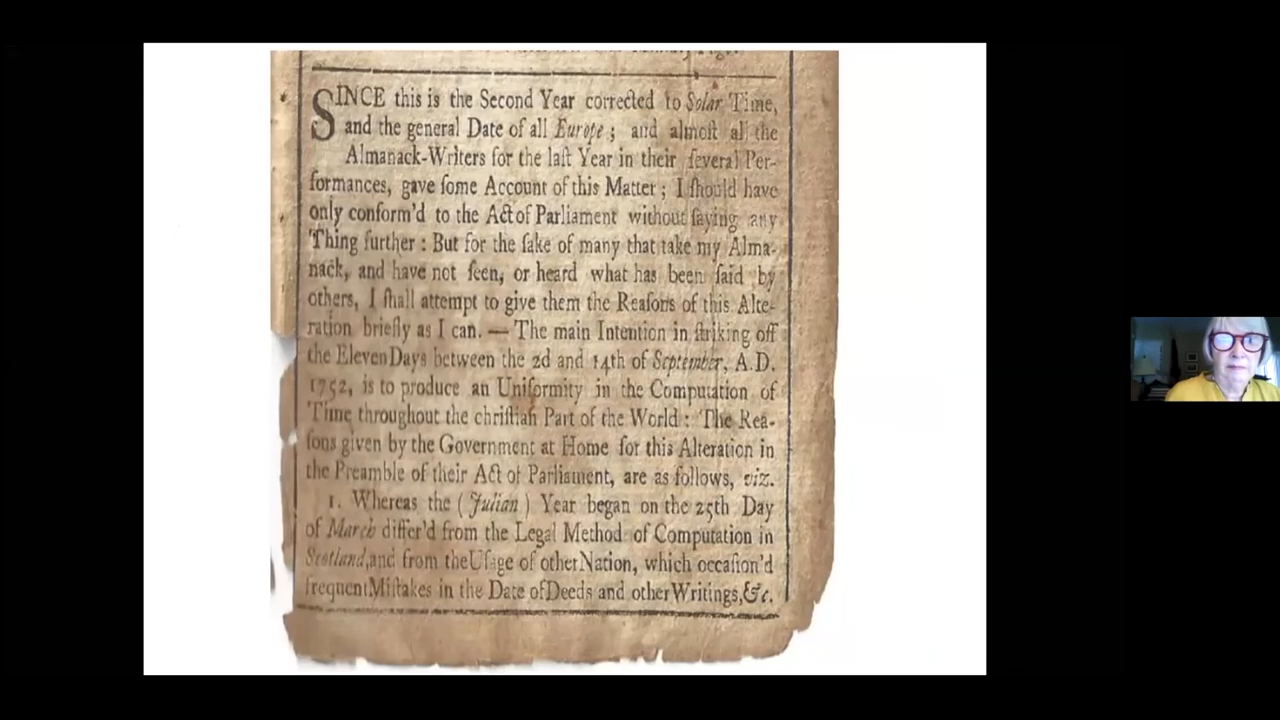 SINCE this is the Second Year corrected to Solar Time,
and the general Date of all Europe; and almoſt all the
Almanack-Writers for the laſt Year in their ſeveral Per-
formances, gave ſome Account of this Matter; I ſhould have
only conform'd to the Act of Parliament without ſaying any
Thing further: But for the ſake of many that take my Alma-
nack, and have not ſeen, or heard what has been ſaid by
others, I ſhall attempt to give them the Reaſons of this Alte-
ration briefly as I can. — The main Intention in ſtriking off
the Eleven Days between the 2d and 14th of September, A.D.
1752, is to produce an Uniformity in the Computation of
Time throughout the chriſtian Part of the World: The Rea-
ſons given by the Government at Home for this Alteration in
the Preamble of their Act of Parliament, are as follows, viz.
1. Whereas the (Julian) Year began on the 25th Day
of March differ'd from the Legal Method of Computation in
Scotland, and from the Uſage of other Nation, which occaſion'd
frequent Miſtakes in the Date of Deeds and other Writings, &c.